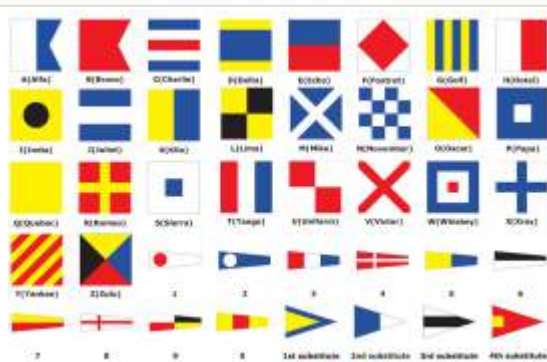 A(Alfa) B(Bravo) C(Charlie) D(Delta) E(Echo) F(Foxtrot) G(Golf) H(Hotel)
I(India) J(Juliet) K(Kilo) L(Lima) M(Mike) N(November) O(Oscar) P(Papa)
Q(Quebec) R(Romeo) S(Sierra) T(Tango) U(Uniform) V(Victor) W(Whiskey) X(Xray)
Y(Yankee) Z(Zulu) 1 2 3 4 5 6
7 8 9 0 1st substitute 2nd substitute 3rd substitute 4th substitute